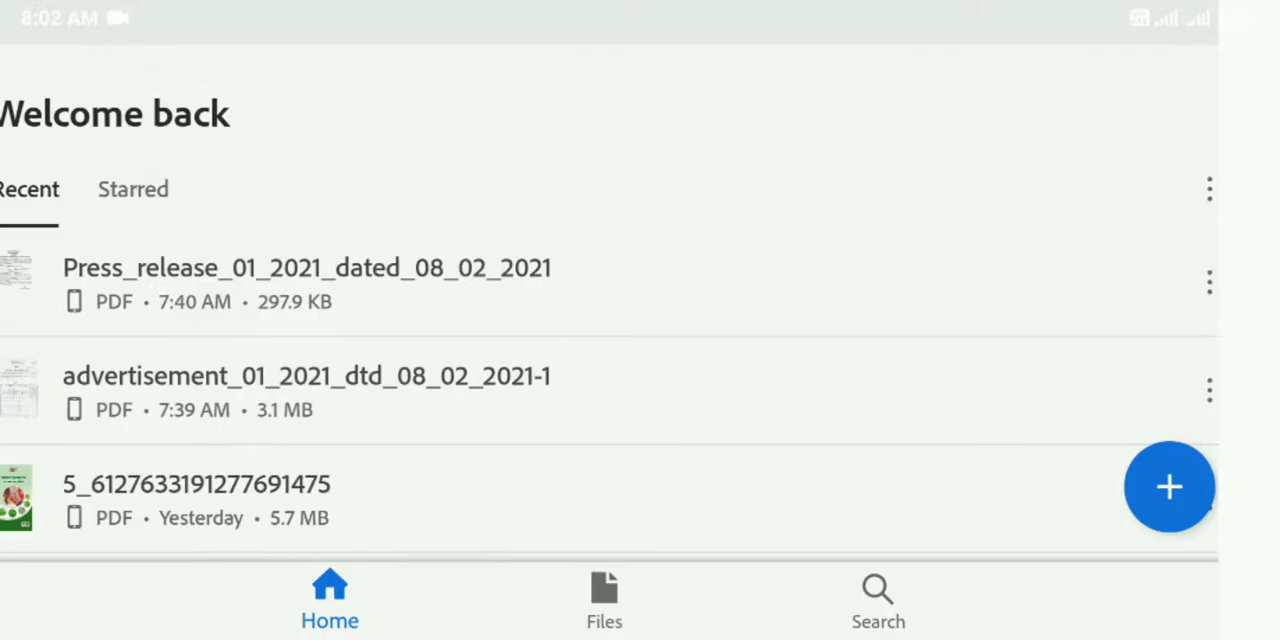 8:02 AM
Welcome back
Recent Starred
Press_release_01_2021_dated_08_02_2021
PDF • 7:40 AM • 297.9 KB
advertisement_01_2021_dtd_08_02_2021-1
PDF • 7:39 AM • 3.1 MB
5_6127633191277691475
PDF • Yesterday • 5.7 MB
Home Files Search